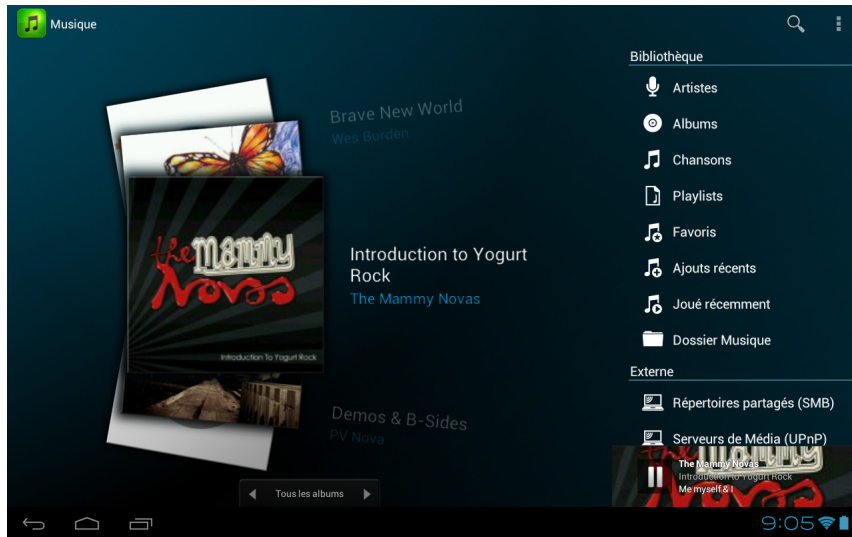 Musique
Brave New World
Wes Burden
the mammy
Novas
Introduction To Yogurt Rock
Introduction to Yogurt
Rock
The Mammy Novas
Demos & B-Sides
PV Nova
Tous les albums
Bibliothèque
Artistes
Albums
Chansons
Playlists
Favoris
Ajouts récents
Joué récemment
Dossier Musique
Externe
Répertoires partagés (SMB)
Serveurs de Média (UPnP)
The Mammy Novas
Introduction to Yogurt Rock
Me myself & I
9:05